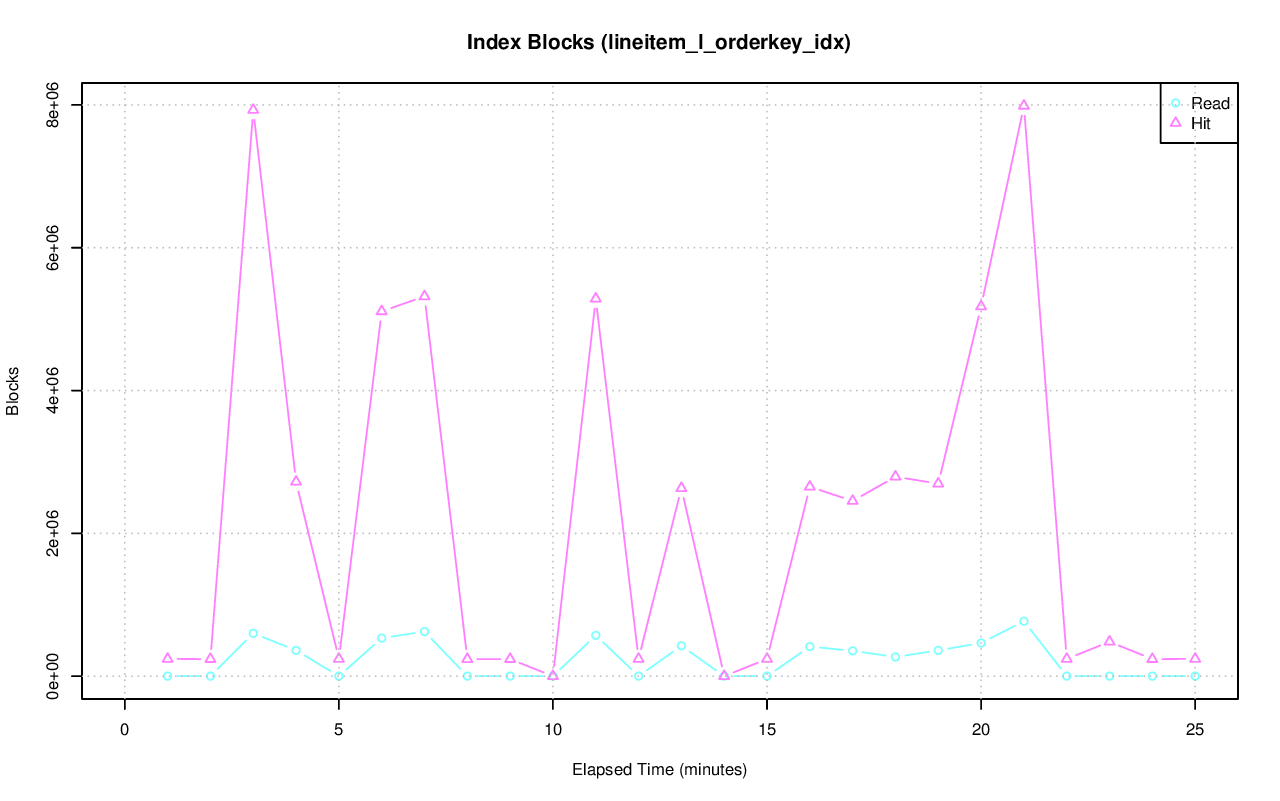 Index Blocks (lineitem_l_orderkey_idx)
Read
Hit
8e+06
6e+06
4e+06
2e+06
0e+00
Blocks
0 5 10 15 20 25
Elapsed Time (minutes)